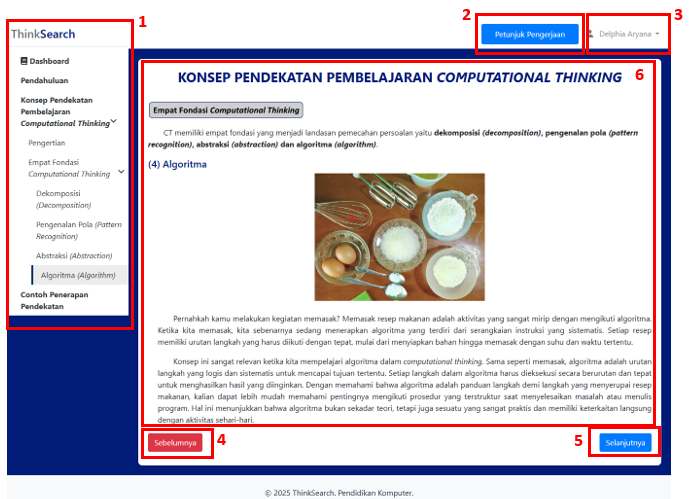 1
2
3
ThinkSearch
Petunjuk Pengerjaan
Delphia Aryana
Dashboard
Pendahuluan
Konsep Pendekatan
Pembelajaran
Computational Thinking
Pengertian
Empat Fondasi
Computational Thinking
Dekomposisi
(Decomposition)
Pengenalan Pola (Pattern
Recognition)
Abstraksi (Abstraction)
Algoritma (Algorithm)
Contoh Penerapan
Pendekatan
6
KONSEP PENDEKATAN PEMBELAJARAN COMPUTATIONAL THINKING
Empat Fondasi Computational Thinking
CT memiliki empat fondasi yang menjadi landasan pemecahan persoalan yaitu dekomposisi (decomposition), pengenalan pola (pattern
recognition), abstraksi (abstraction) dan algoritma (algorithm).
(4) Algoritma
Pernahkah kamu melakukan kegiatan memasak? Memasak resep makanan adalah aktivitas yang sangat mirip dengan mengikuti algoritma.
Ketika kita memasak, kita sebenarnya sedang menerapkan algoritma yang terdiri dari serangkaian instruksi yang sistematis. Setiap resep
memiliki urutan langkah yang harus diikuti dengan tepat, mulai dari menyiapkan bahan hingga memasak dengan suhu dan waktu tertentu.
Konsep ini sangat relevan ketika kita mempelajari algoritma dalam computational thinking. Sama seperti memasak, algoritma adalah urutan
langkah yang logis dan sistematis untuk mencapai tujuan tertentu. Setiap langkah dalam algoritma harus dieksekusi secara berurutan dan tepat
untuk menghasilkan hasil yang diinginkan. Dengan memahami bahwa algoritma adalah panduan langkah demi langkah yang menyerupai resep
makanan, kalian dapat lebih mudah memahami pentingnya mengikuti prosedur yang terstruktur saat menyelesaikan masalah atau menulis
program. Hal ini menunjukkan bahwa algoritma bukan sekadar teori, tetapi juga sesuatu yang sangat praktis dan memiliki keterkaitan langsung
dengan aktivitas sehari-hari.
Sebelumnya
4
5
Selanjutnya
© 2025 ThinkSearch. Pendidikan Komputer.